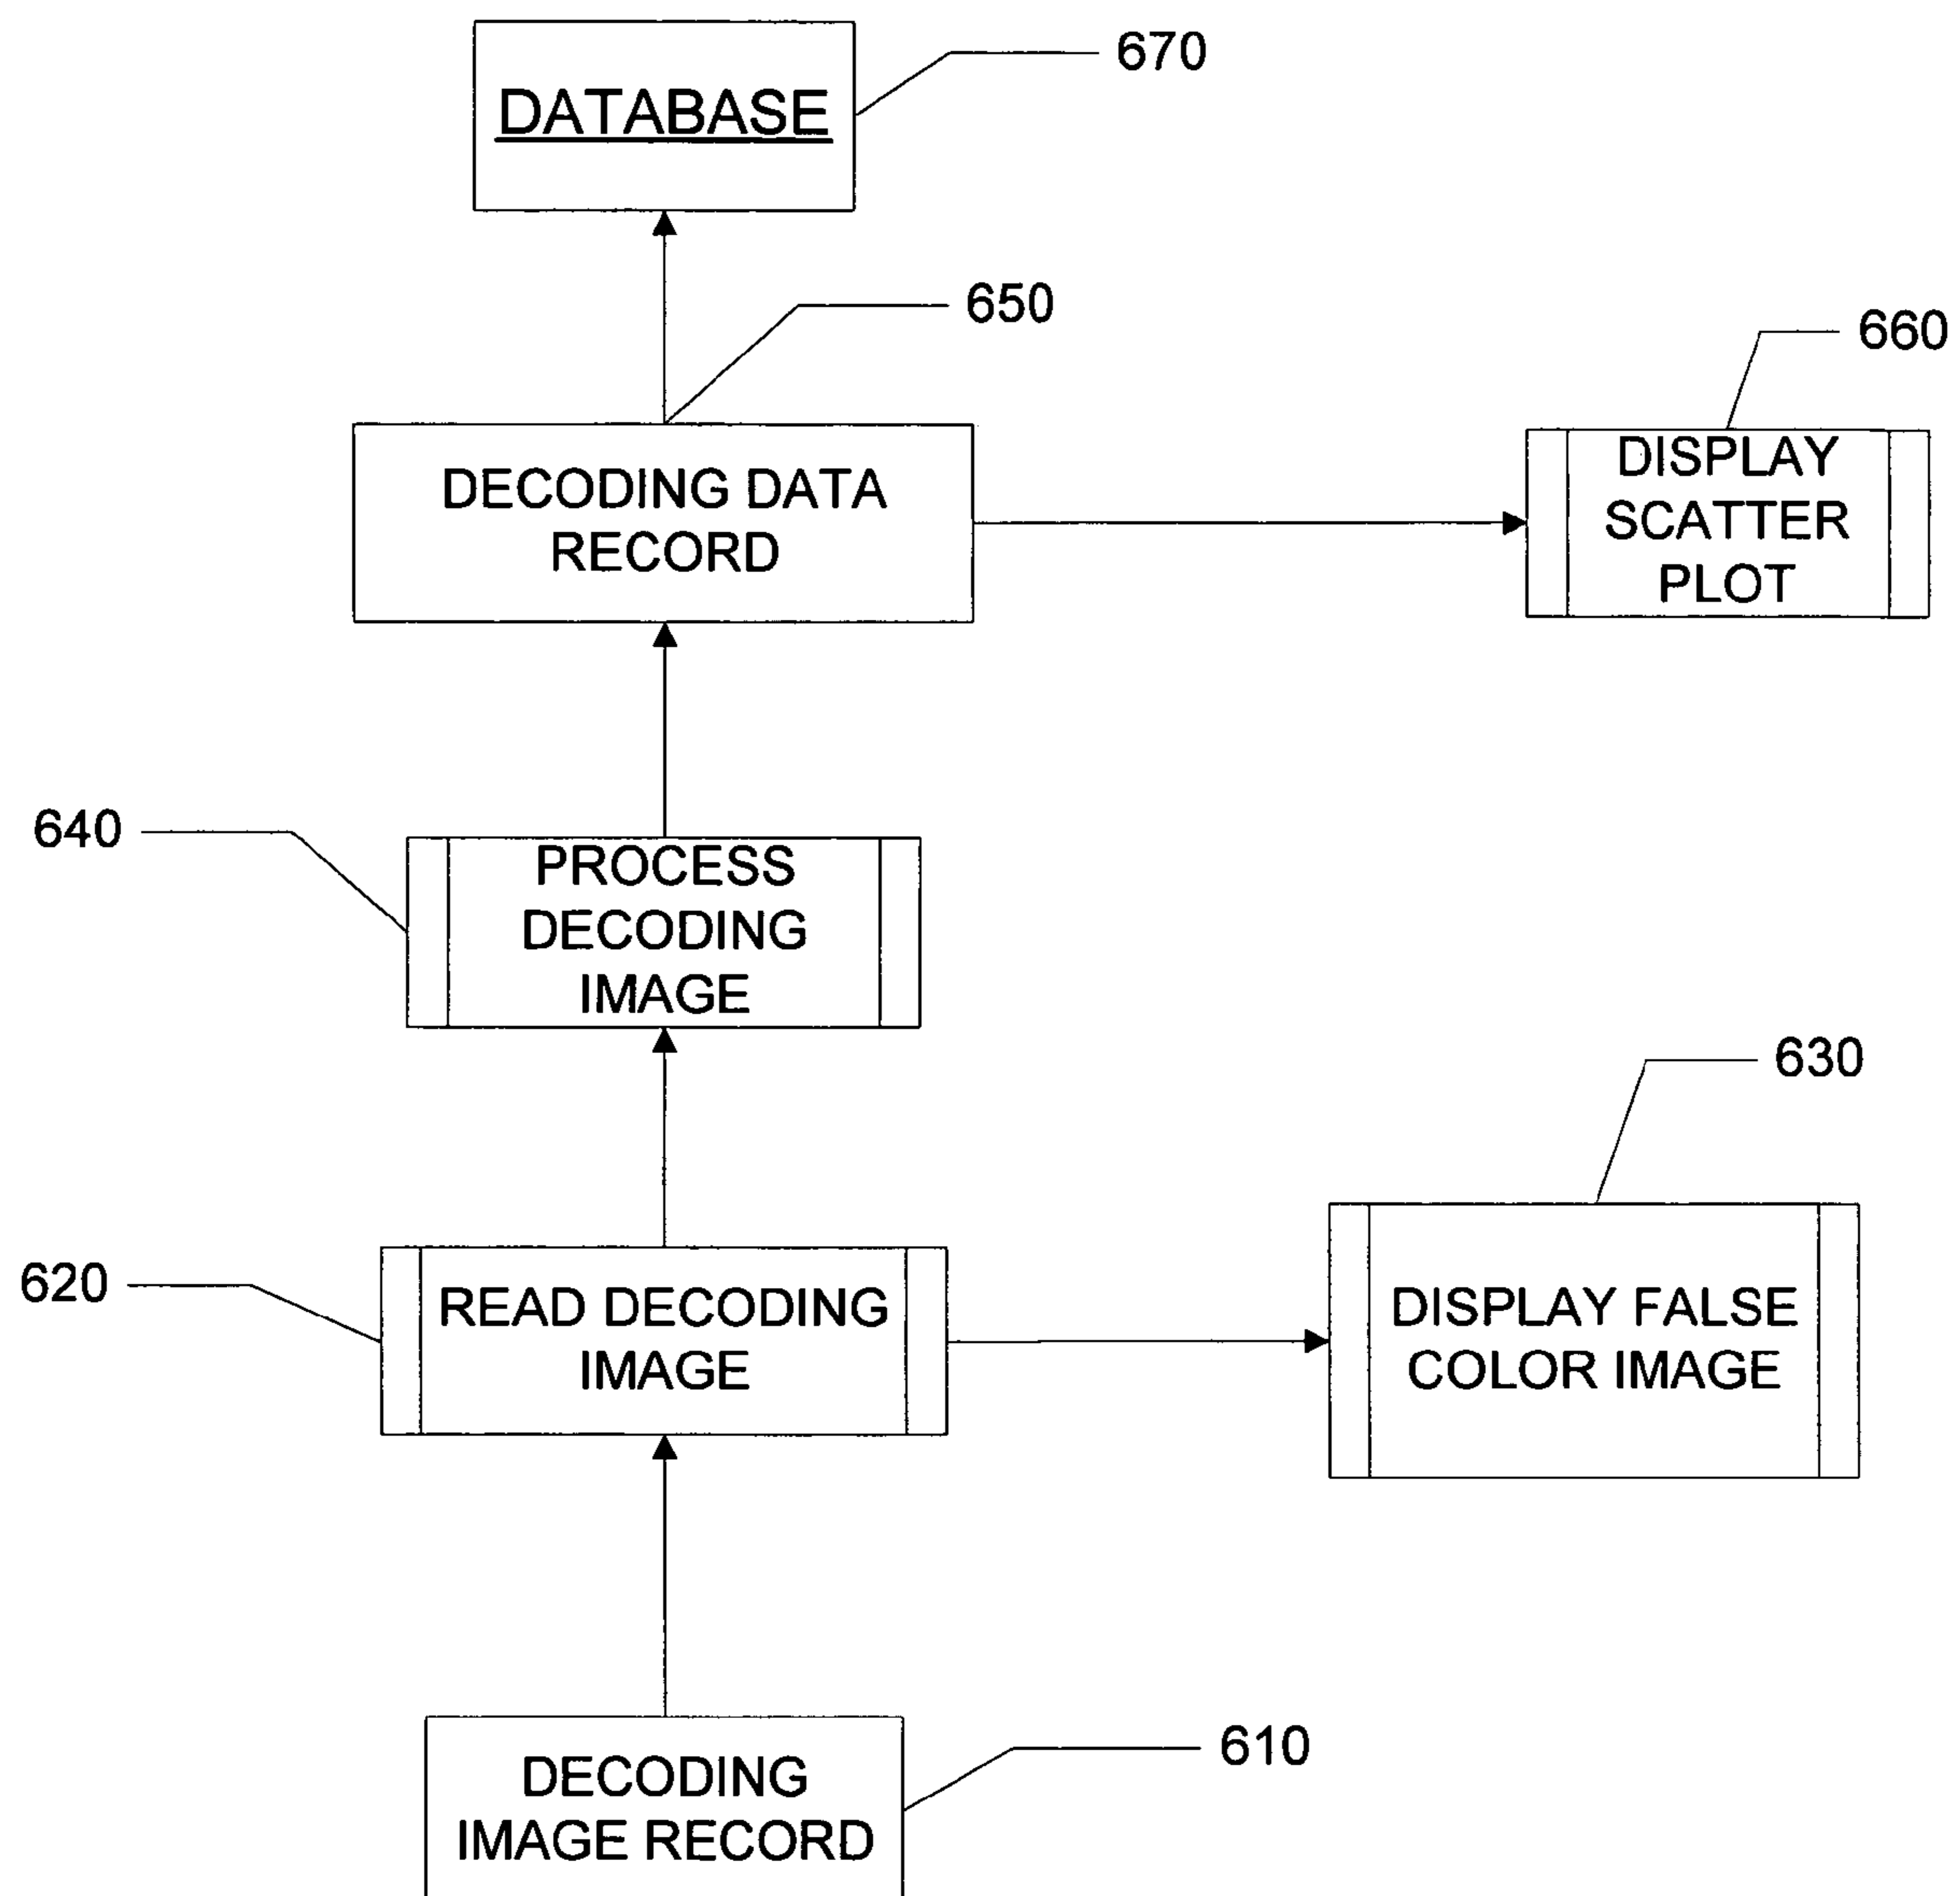 670
DATABASE
650
660
DECODING DATA
RECORD
DISPLAY
SCATTER
PLOT
640
PROCESS
DECODING
IMAGE
630
620
READ DECODING
IMAGE
DISPLAY FALSE
COLOR IMAGE
610
DECODING
IMAGE RECORD